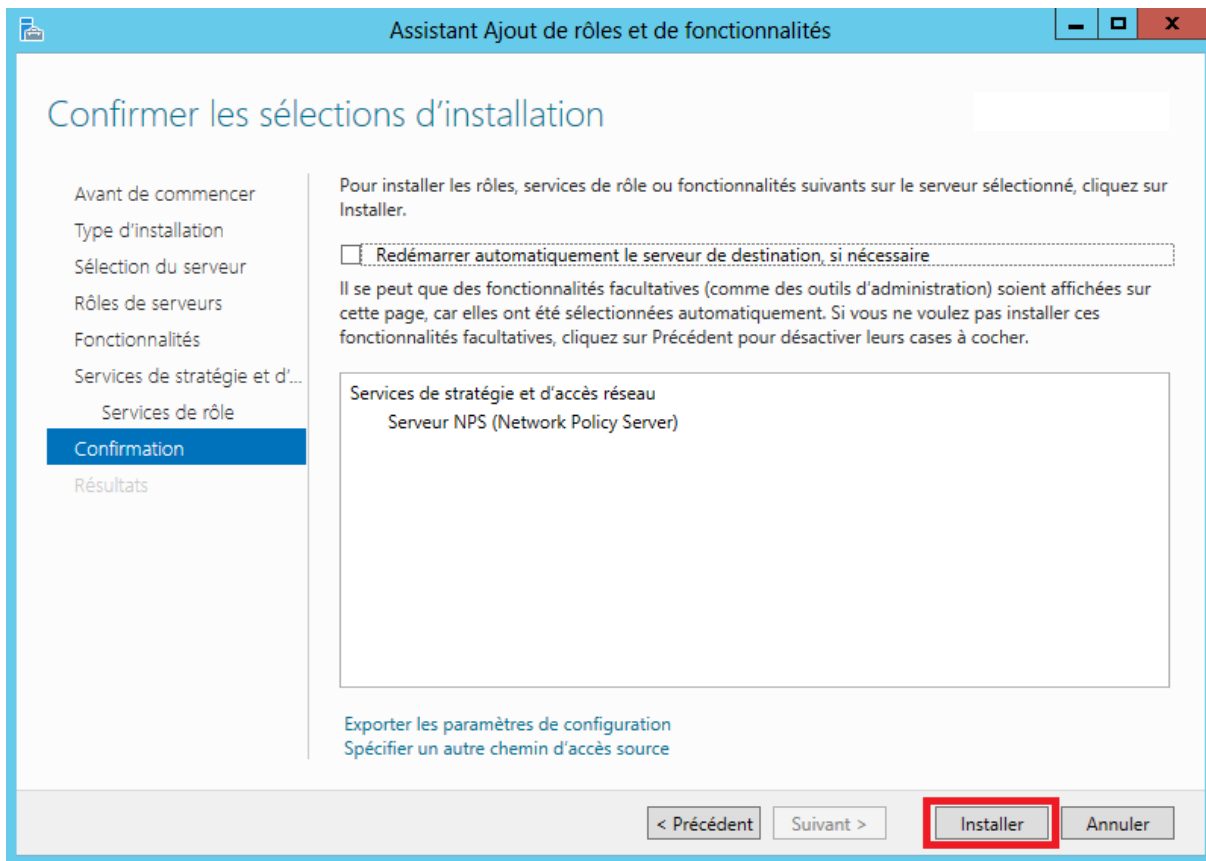 Assistant Ajout de rôles et de fonctionnalités
Confirmer les sélections d'installation
Avant de commencer
Type d'installation
Sélection du serveur
Rôles de serveurs
Fonctionnalités
Services de stratégie et d'...
Services de rôle
Confirmation
Résultats
Pour installer les rôles, services de rôle ou fonctionnalités suivants sur le serveur sélectionné, cliquez sur
Installer.
Redémarrer automatiquement le serveur de destination, si nécessaire
Il se peut que des fonctionnalités facultatives (comme des outils d'administration) soient affichées sur
cette page, car elles ont été sélectionnées automatiquement. Si vous ne voulez pas installer ces
fonctionnalités facultatives, cliquez sur Précédent pour désactiver leurs cases à cocher.
Services de stratégie et d'accès réseau
Serveur NPS (Network Policy Server)
Exporter les paramètres de configuration
Spécifier un autre chemin d'accès source
< Précédent
Suivant >
Installer
Annuler